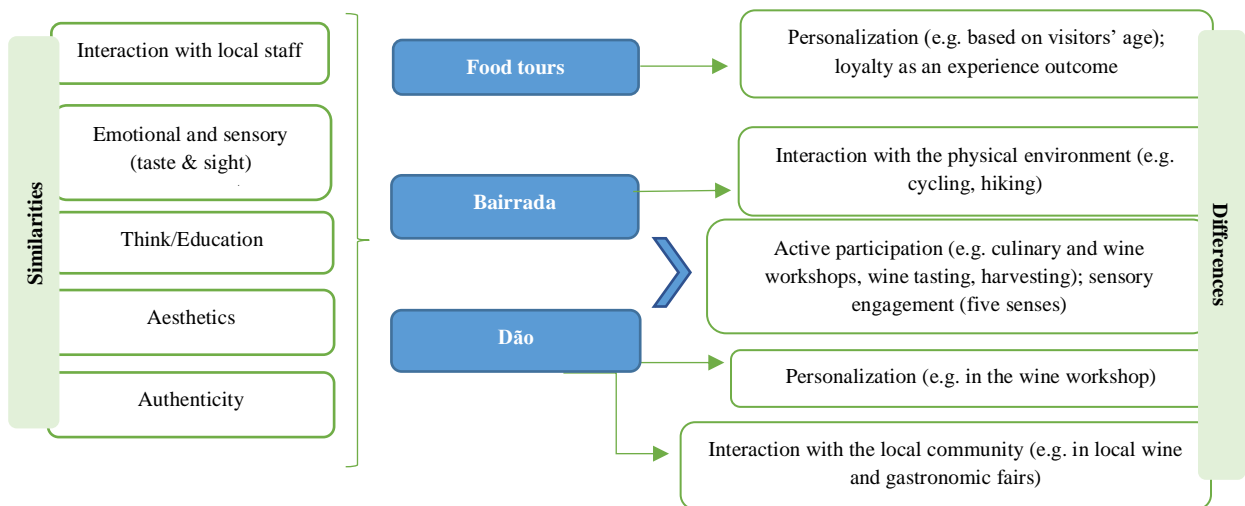 Similarities
Interaction with local staff
Emotional and sensory
(taste & sight)
.
Think/Education
Aesthetics
Authenticity
Food tours
Bairrada
Dão
Personalization (e.g. based on visitors’ age);
loyalty as an experience outcome
Interaction with the physical environment (e.g.
cycling, hiking)
Active participation (e.g. culinary and wine
workshops, wine tasting, harvesting); sensory
engagement (five senses)
Personalization (e.g. in the wine workshop)
Interaction with the local community (e.g. in local wine
and gastronomic fairs)
Differences